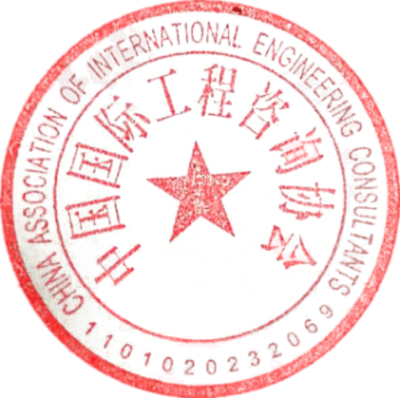 CHINA ASSOCIATION OF INTERNATIONAL ENGINEERING CONSULTANTS
中国国际工程咨询协会
1101020232069